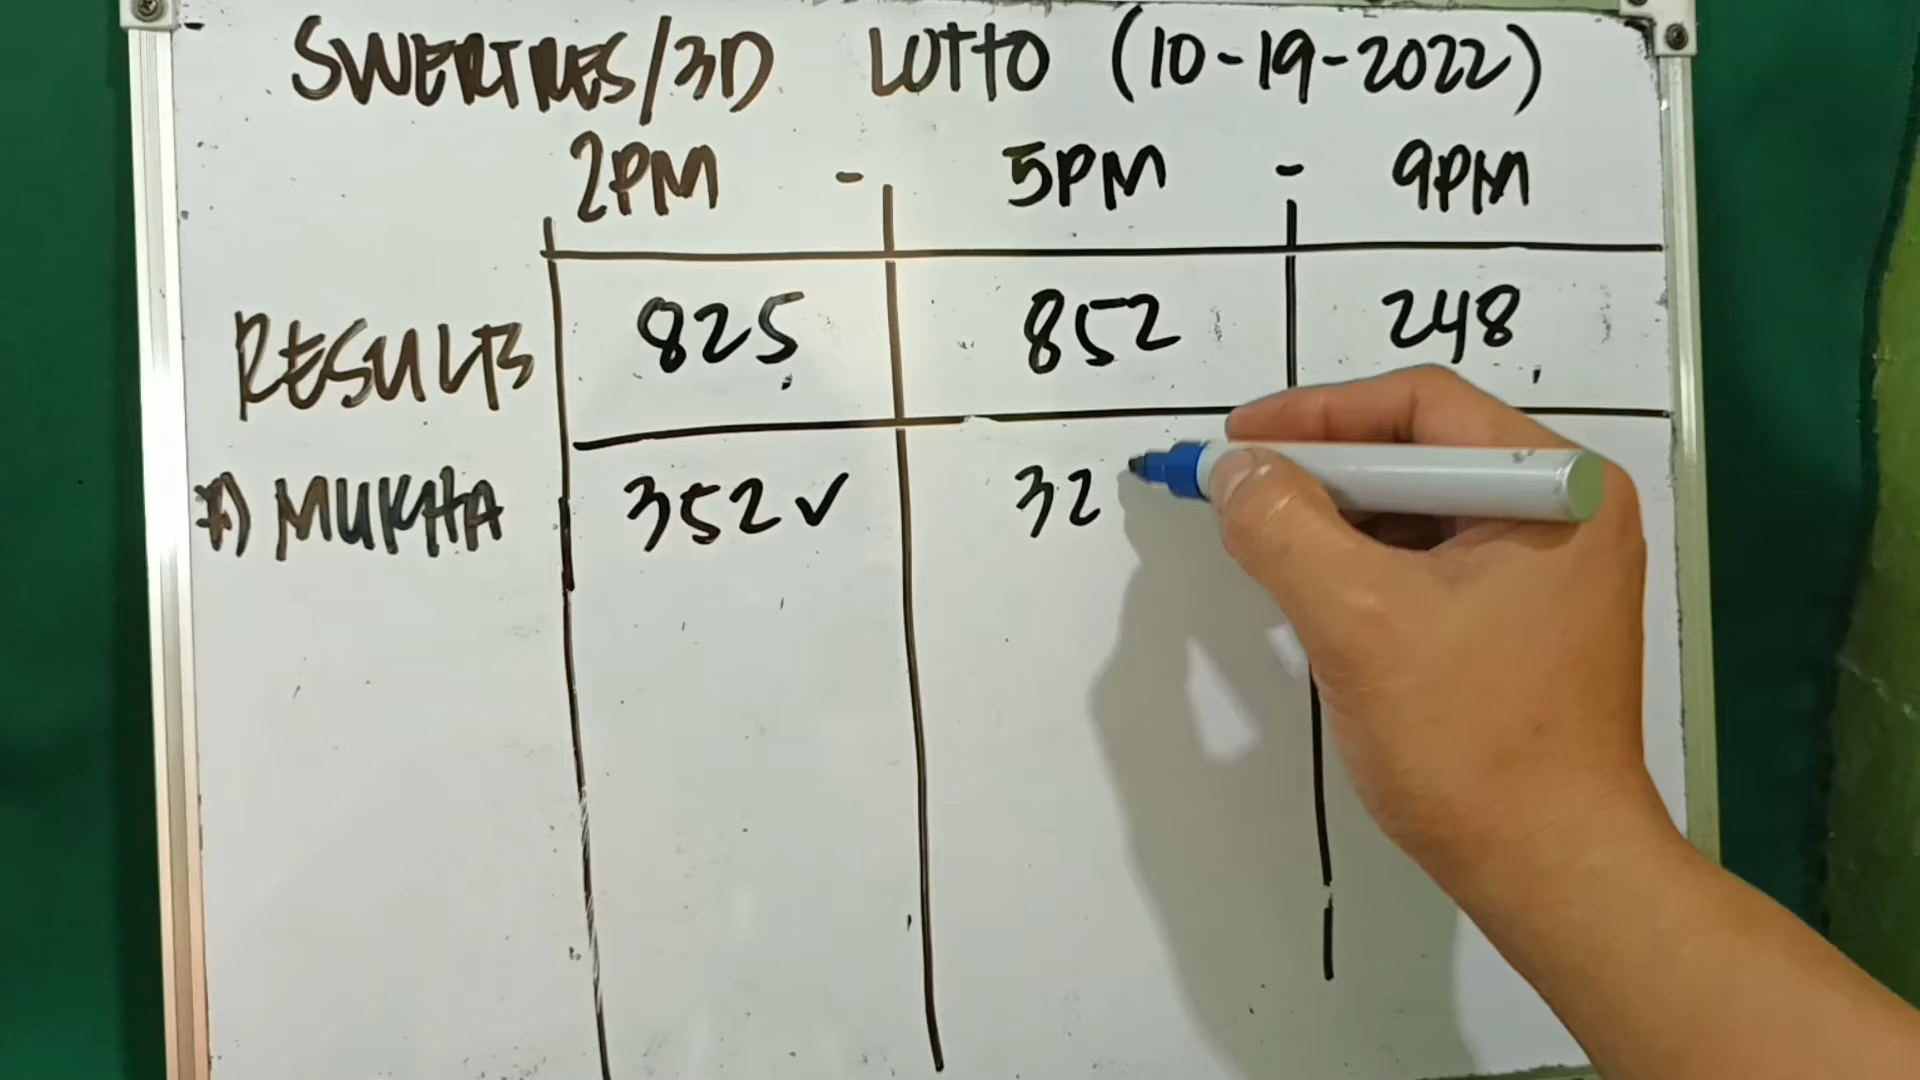 SWERTRES/3D LOTTO (10-19-2022)
2PM - 5PM - 9PM
RESULTS 825 852 248
*) MUKHA 352 ✓ 32